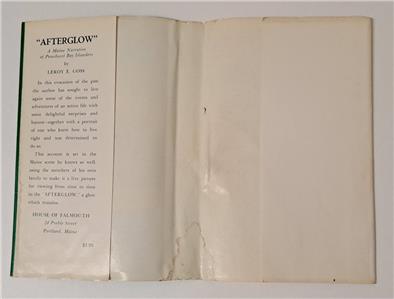 "AFTERGLOW"
A Maine Narration
of Penobscot Bay Islanders
by
LEROY E. GOSS
In this evocation of the past
the author has sought to live
again some of the events and
adventures of an active life with
some delightful surprises and
humor—together with a portrait
of one who knew how to live
right and was determined to
do so.
This account is set in the
Maine scene he knows so well,
using the members of his own
family to make it a live picture
for viewing from time to time
in the "AFTERGLOW," a glow
which remains.
HOUSE OF FALMOUTH
24 Preble Street
Portland, Maine